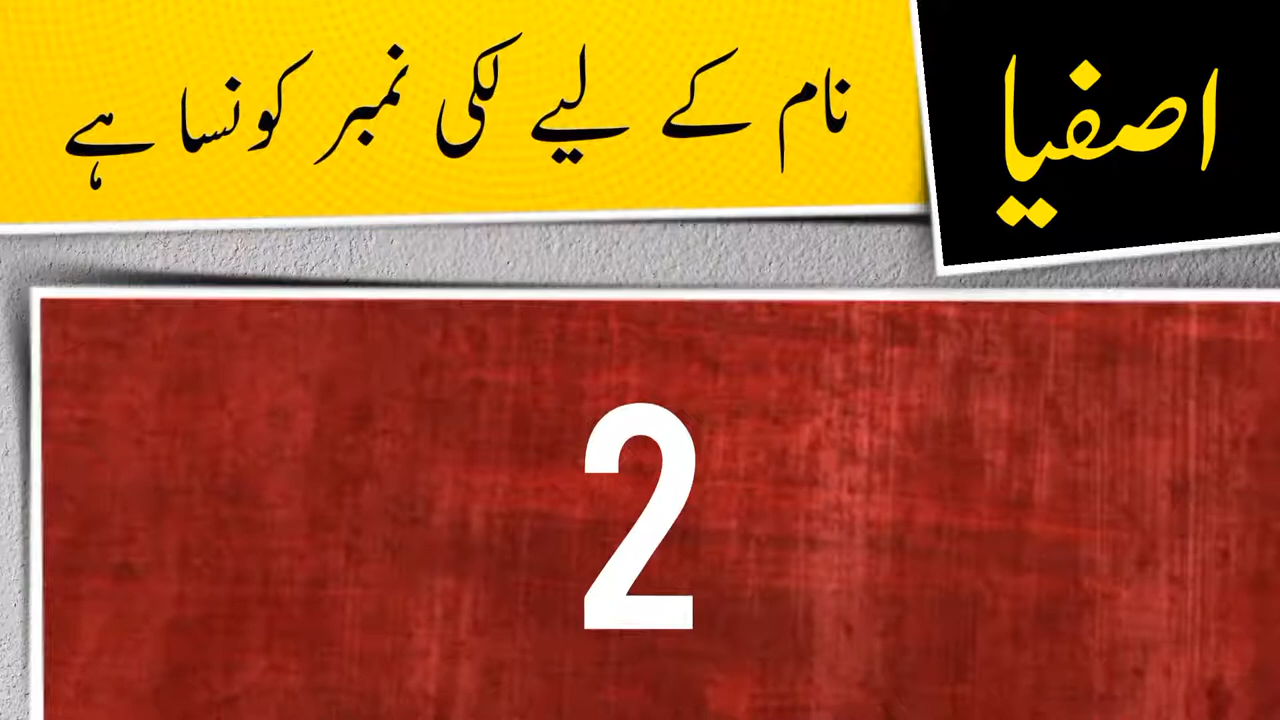 اصفیا
نام کے لیے لکی نمبر کونسا ہے
2